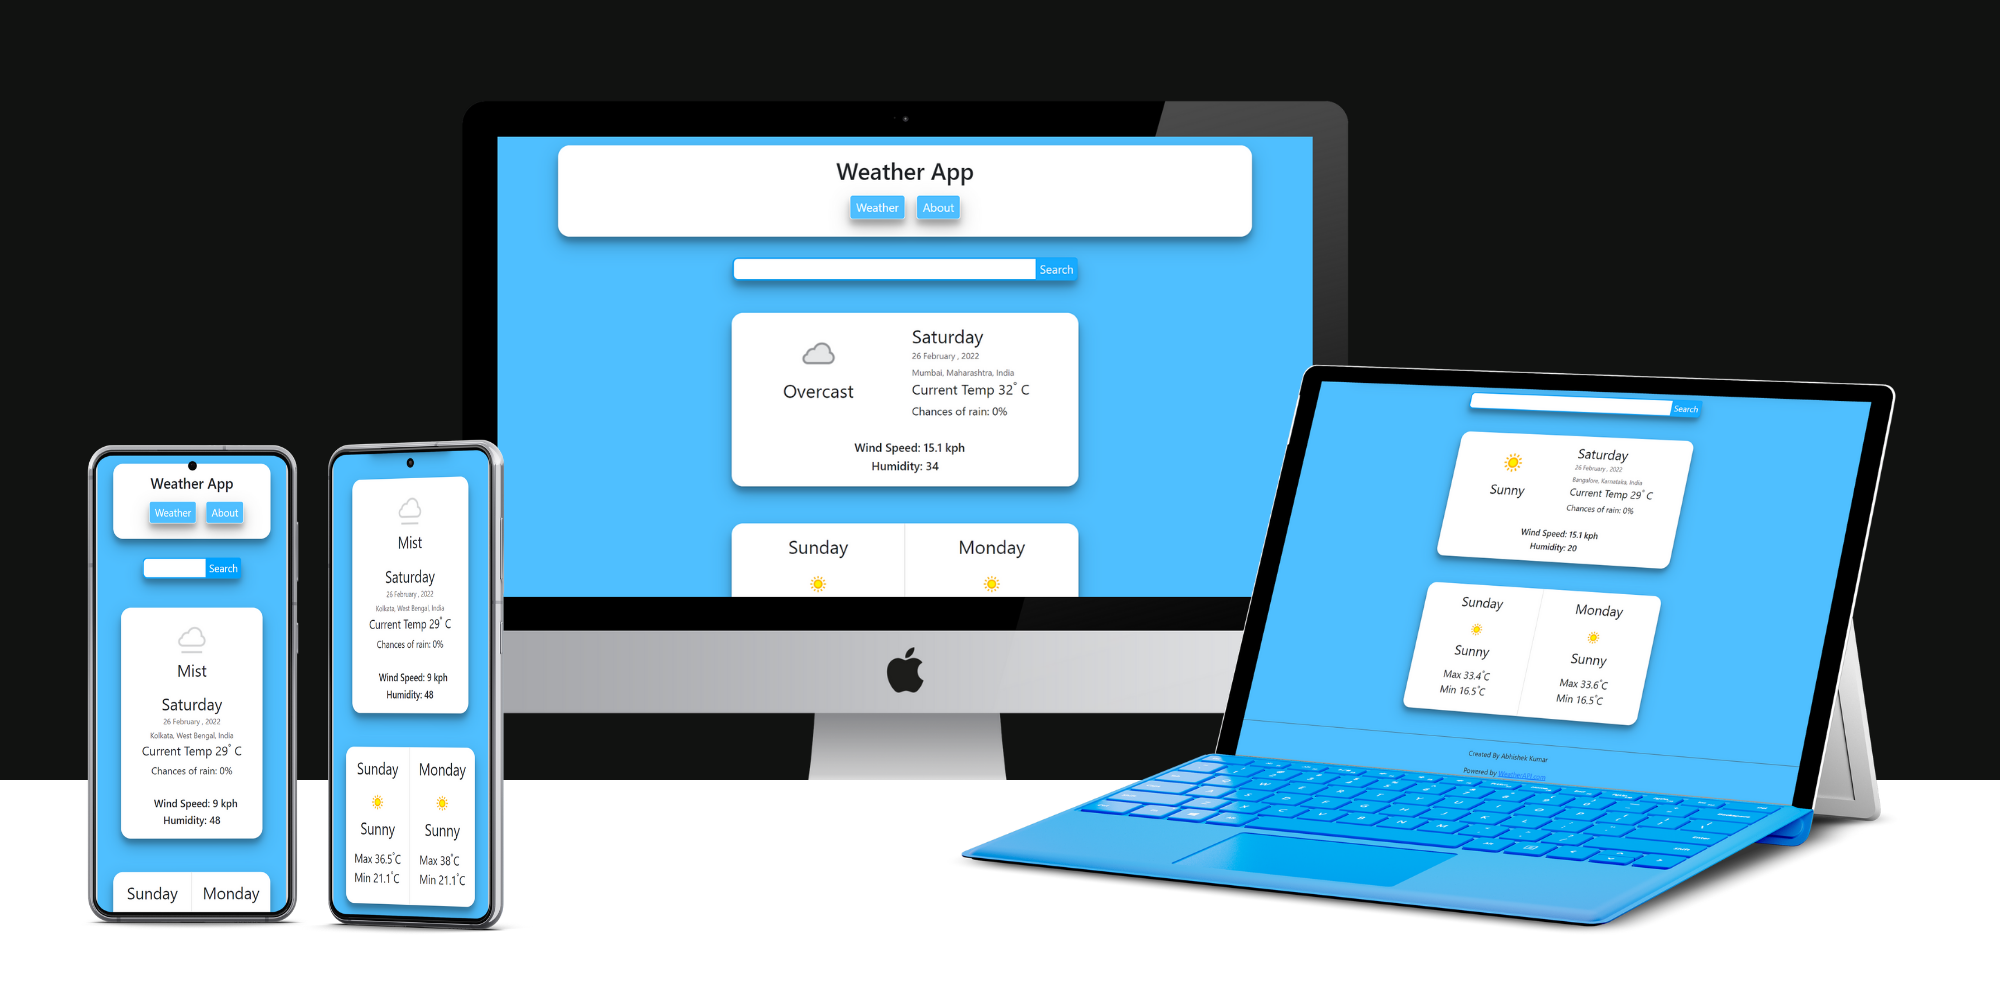 Weather App
Weather About
Search
Overcast
Saturday
26 February , 2022
Mumbai, Maharashtra, India
Current Temp 32° C
Chances of rain: 0%
Wind Speed: 15.1 kph
Humidity: 34
Sunday Monday
Weather App
Weather About
Search
Mist
Saturday
26 February , 2022
Kolkata, West Bengal, India
Current Temp 29° C
Chances of rain: 0%
Wind Speed: 9 kph
Humidity: 48
Sunday Monday
Mist
Saturday
26 February , 2022
Kolkata, West Bengal, India
Current Temp 29° C
Chances of rain: 0%
Wind Speed: 9 kph
Humidity: 48
Sunday Monday
Sunny Sunny
Max 36.5°C Max 38°C
Min 21.1°C Min 21.1°C
Search
Sunny
Saturday
26 February , 2022
Bangalore, Karnataka, India
Current Temp 29° C
Chances of rain: 0%
Wind Speed: 15.1 kph
Humidity: 20
Sunday Monday
Sunny Sunny
Max 33.4°C Max 33.6°C
Min 16.5°C Min 16.5°C
Created By Abhishek Kumar
Powered by WeatherAPI.com